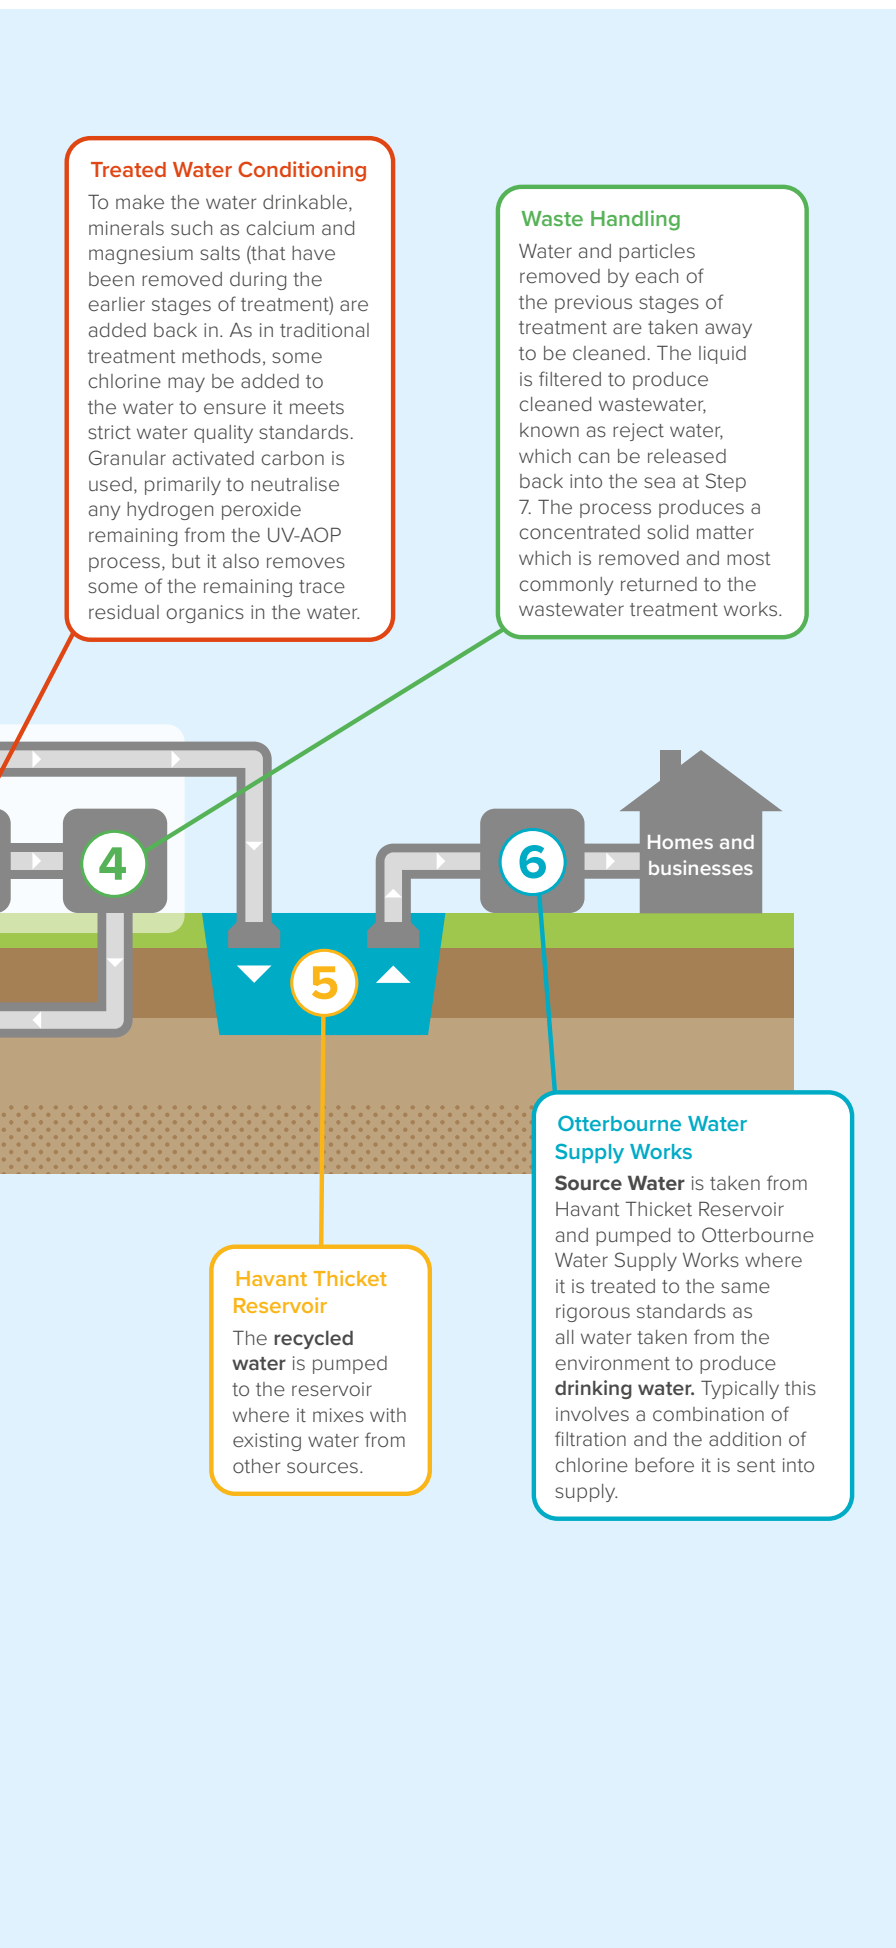 Treated Water Conditioning
To make the water drinkable,
minerals such as calcium and
magnesium salts (that have
been removed during the
earlier stages of treatment) are
added back in. As in traditional
treatment methods, some
chlorine may be added to
the water to ensure it meets
strict water quality standards.
Granular activated carbon is
used, primarily to neutralise
any hydrogen peroxide
remaining from the UV-AOP
process, but it also removes
some of the remaining trace
residual organics in the water.
Waste Handling
Water and particles
removed by each of
the previous stages of
treatment are taken away
to be cleaned. The liquid
is filtered to produce
cleaned wastewater,
known as reject water,
which can be released
back into the sea at Step
7. The process produces a
concentrated solid matter
which is removed and most
commonly returned to the
wastewater treatment works.
4
6
Homes and
businesses
5
Otterbourne Water
Supply Works
Source Water is taken from
Havant Thicket Reservoir
and pumped to Otterbourne
Water Supply Works where
it is treated to the same
rigorous standards as
all water taken from the
environment to produce
drinking water. Typically this
involves a combination of
filtration and the addition of
chlorine before it is sent into
supply.
Havant Thicket
Reservoir
The recycled
water is pumped
to the reservoir
where it mixes with
existing water from
other sources.